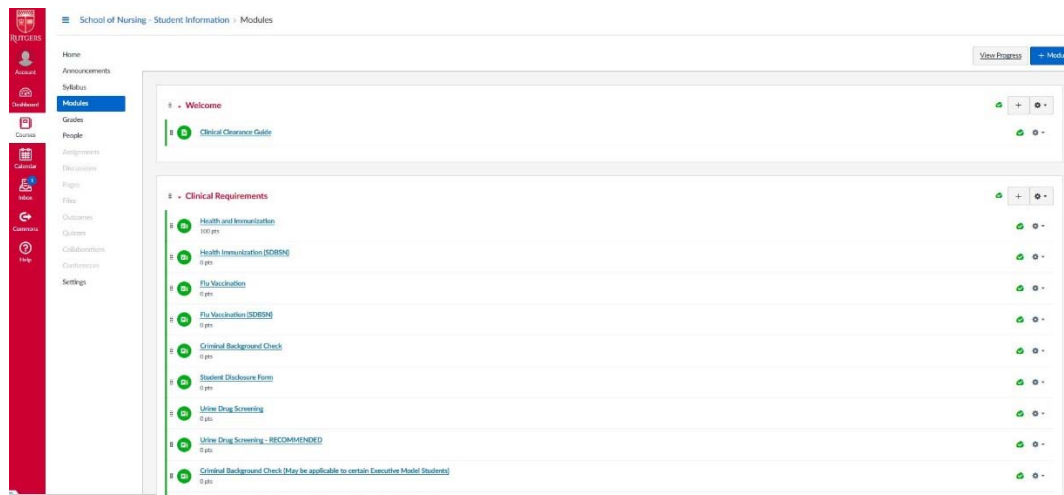 RUTGERS
Account
Dashboard
Courses
Calendar
Inbox
Commons
Help
School of Nursing - Student Information › Modules
Home
Announcements
Syllabus
Modules
Grades
People
Assignments
Discussions
Pages
Files
Outcomes
Quizzes
Collaborations
Conferences
Settings
View Progress
+ Modu
Welcome
Clinical Clearance Guide
Clinical Requirements
Health and Immunization
100 pts
Health Immunization (SDBSN)
0 pts
Flu Vaccination
0 pts
Flu Vaccination (SDBSN)
0 pts
Criminal Background Check
0 pts
Student Disclosure Form
0 pts
Urine Drug Screening
0 pts
Urine Drug Screening - RECOMMENDED
0 pts
Criminal Background Check (May be applicable to certain Executive Model Students)
0 pts